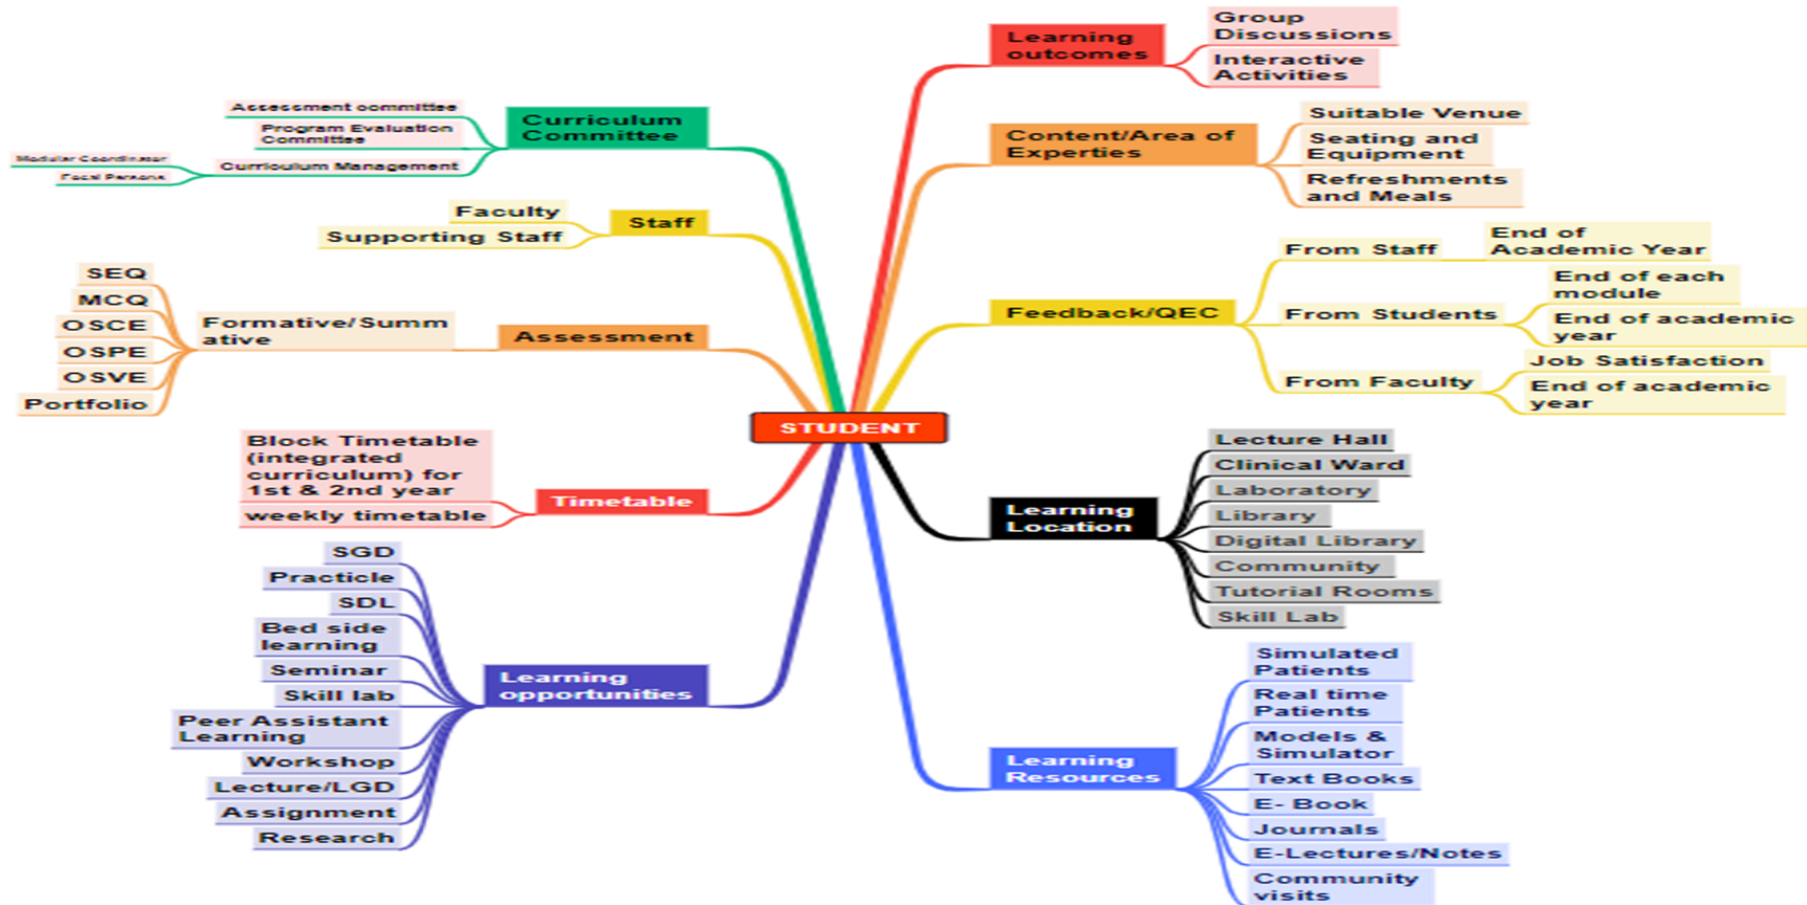 Learning
outcomes
Group
Discussions
Interactive
Activities
Content/Area of
Experties
Suitable Venue
Seating and
Equipment
Refreshments
and Meals
Feedback/QEC
From Staff
End of
Academic Year
From Students
End of each
module
End of academic
year
From Faculty
Job Satisfaction
End of academic
year
Learning
Location
Lecture Hall
Clinical Ward
Laboratory
Library
Digital Library
Community
Tutorial Rooms
Skill Lab
Learning
Resources
Simulated
Patients
Real time
Patients
Models &
Simulator
Text Books
E- Book
Journals
E-Lectures/Notes
Community
visits
STUDENT
Curriculum
Committee
Assessment committee
Program Evaluation
Committee
Curriculum Management
Modular Coordinator
Focal Persons
Staff
Faculty
Supporting Staff
Assessment
Formative/Summ
ative
SEQ
MCQ
OSCE
OSPE
OSVE
Portfolio
Timetable
Block Timetable
(integrated
curriculum) for
1st & 2nd year
weekly timetable
Learning
opportunities
SGD
Practicle
SDL
Bed side
learning
Seminar
Skill lab
Peer Assistant
Learning
Workshop
Lecture/LGD
Assignment
Research